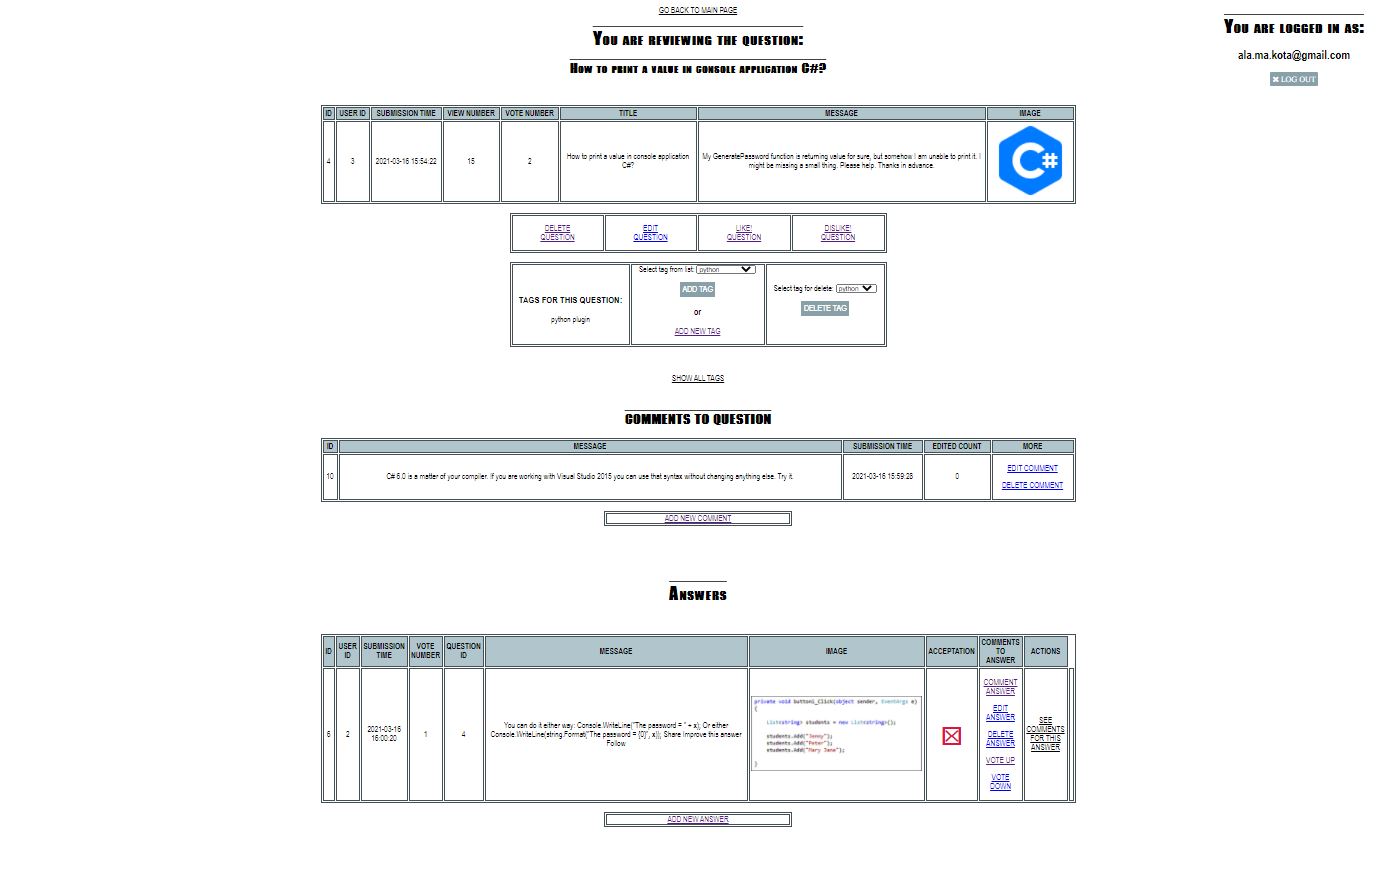 GO BACK TO MAIN PAGE
You are logged in as:
You are reviewing the question:
How to print a value in console application C#?
ala.ma.kota@gmail.com
✖ LOG OUT
ID USER ID SUBMISSION TIME VIEW NUMBER VOTE NUMBER TITLE MESSAGE IMAGE
4 3 2021-03-16 15:54:22 15 2
How to print a value in console application
C#?
My GeneratePassword function is returning value for sure, but somehow I am unable to print it. I
might be missing a small thing. Please help. Thanks in advance.
C#
DELETE
QUESTION
EDIT
QUESTION
LIKE!
QUESTION
DISLIKE!
QUESTION
TAGS FOR THIS QUESTION:
python plugin
Select tag from list: python
ADD TAG
or
ADD NEW TAG
Select tag for delete: python
DELETE TAG
SHOW ALL TAGS
COMMENTS TO QUESTION
ID MESSAGE SUBMISSION TIME EDITED COUNT MORE
10 C# 6.0 is a matter of your compiler. If you are working with Visual Studio 2015 you can use that syntax without changing anything else. Try it. 2021-03-16 15:59:28 0
EDIT COMMENT
DELETE COMMENT
ADD NEW COMMENT
Answers
ID
USER
ID
SUBMISSION
TIME
VOTE
NUMBER
QUESTION
ID
MESSAGE
IMAGE
ACCEPTATION
COMMENTS
TO
ANSWER
ACTIONS
6
2
2021-03-16
16:00:20
1
4
You can do it either way: Console.WriteLine("The password = " + x); Or either
Console.WriteLine(string.Format("The password = {0}", x)); Share Improve this answer
Follow
private void button1_Click(object sender, EventArgs e)
{
List<string> students = new List<string>();
students.Add("Jenny");
students.Add("Peter");
students.Add("Mary Jane");
}
COMMENT
ANSWER
EDIT
ANSWER
DELETE
ANSWER
VOTE UP
VOTE
DOWN
SEE
COMMENTS
FOR THIS
ANSWER
ADD NEW ANSWER